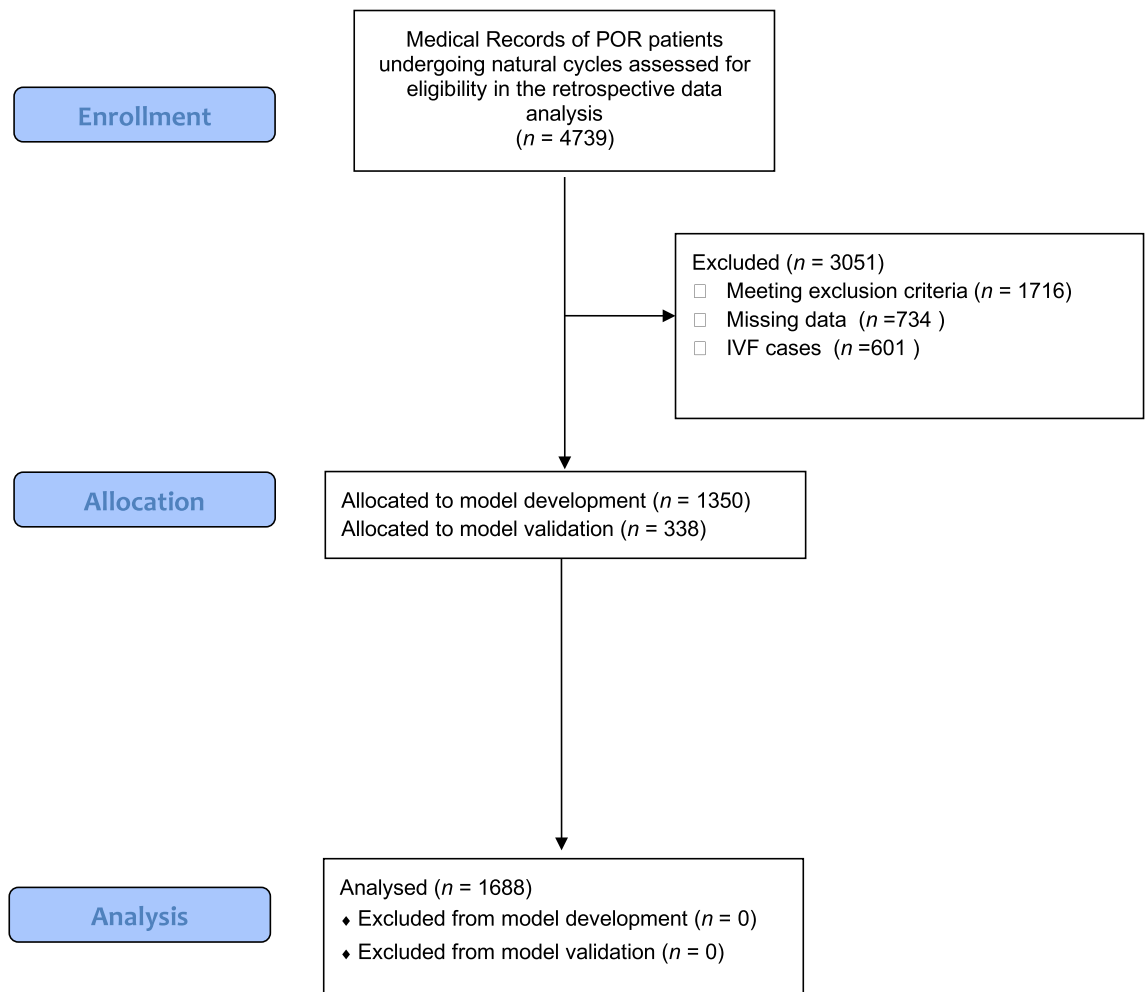 Enrollment
Medical Records of POR patients
undergoing natural cycles assessed for
eligibility in the retrospective data
analysis
(n = 4739)
Excluded (n = 3051)
Meeting exclusion criteria (n = 1716)
Missing data (n =734 )
IVF cases (n =601 )
Allocation
Allocated to model development (n = 1350)
Allocated to model validation (n = 338)
Analysis
Analysed (n = 1688)
♦ Excluded from model development (n = 0)
♦ Excluded from model validation (n = 0)